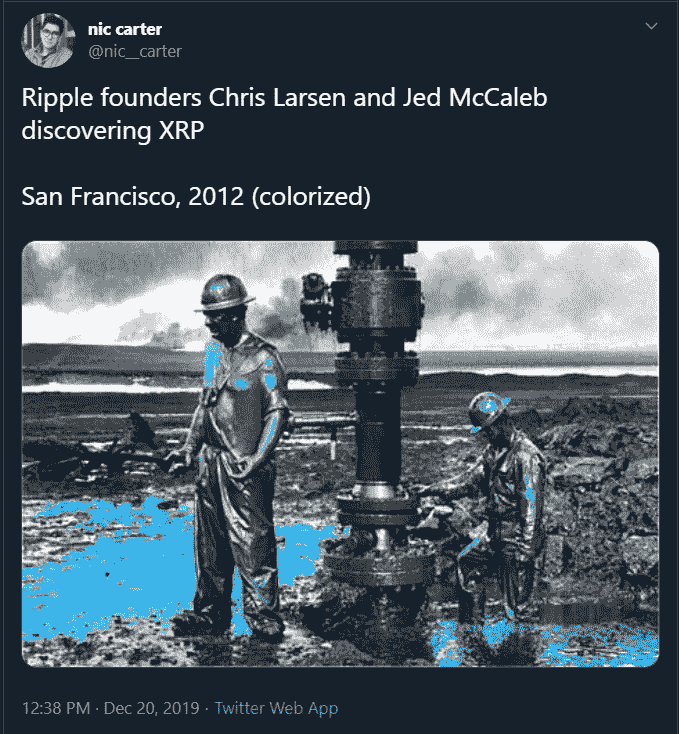 nic carter
@nic__carter
Ripple founders Chris Larsen and Jed McCaleb
discovering XRP
San Francisco, 2012 (colorized)
12:38 PM · Dec 20, 2019 · Twitter Web App